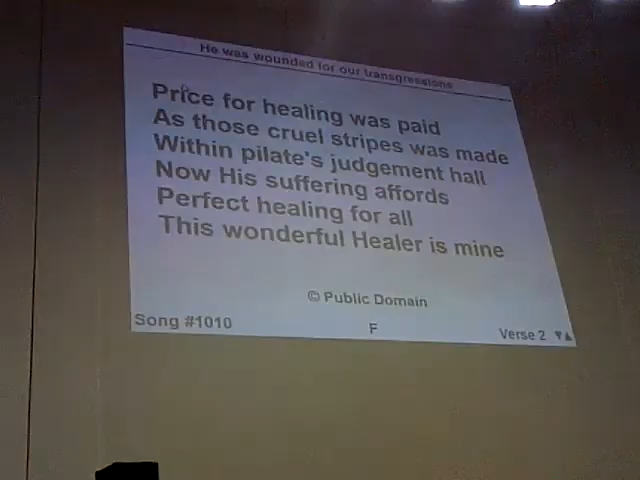 He was wounded for our transgressions
Price for healing was paid
As those cruel stripes was made
Within pilate's judgement hall
Now His suffering affords
Perfect healing for all
This wonderful Healer is mine
© Public Domain
Song #1010 F Verse 2 ▼▲